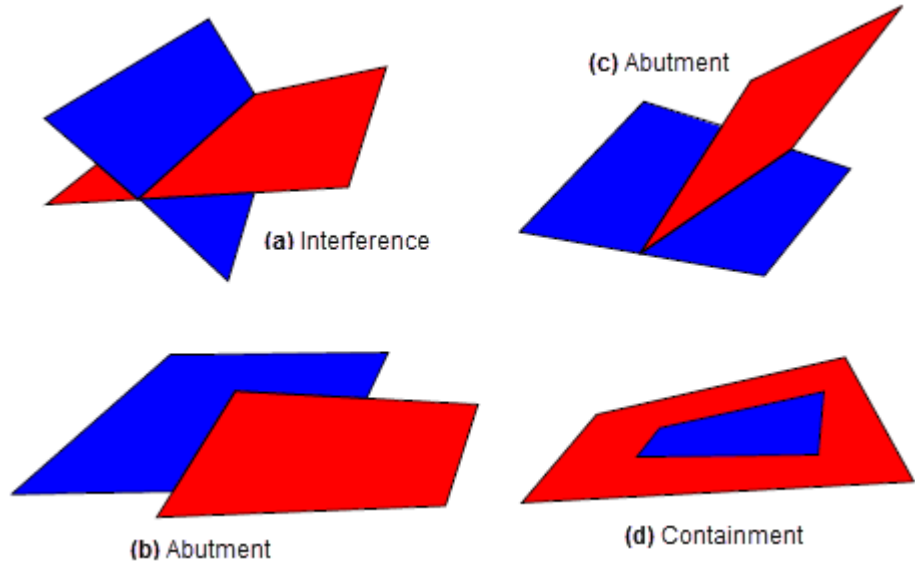 (c) Abutment
(a) Interference
(b) Abutment
(d) Containment